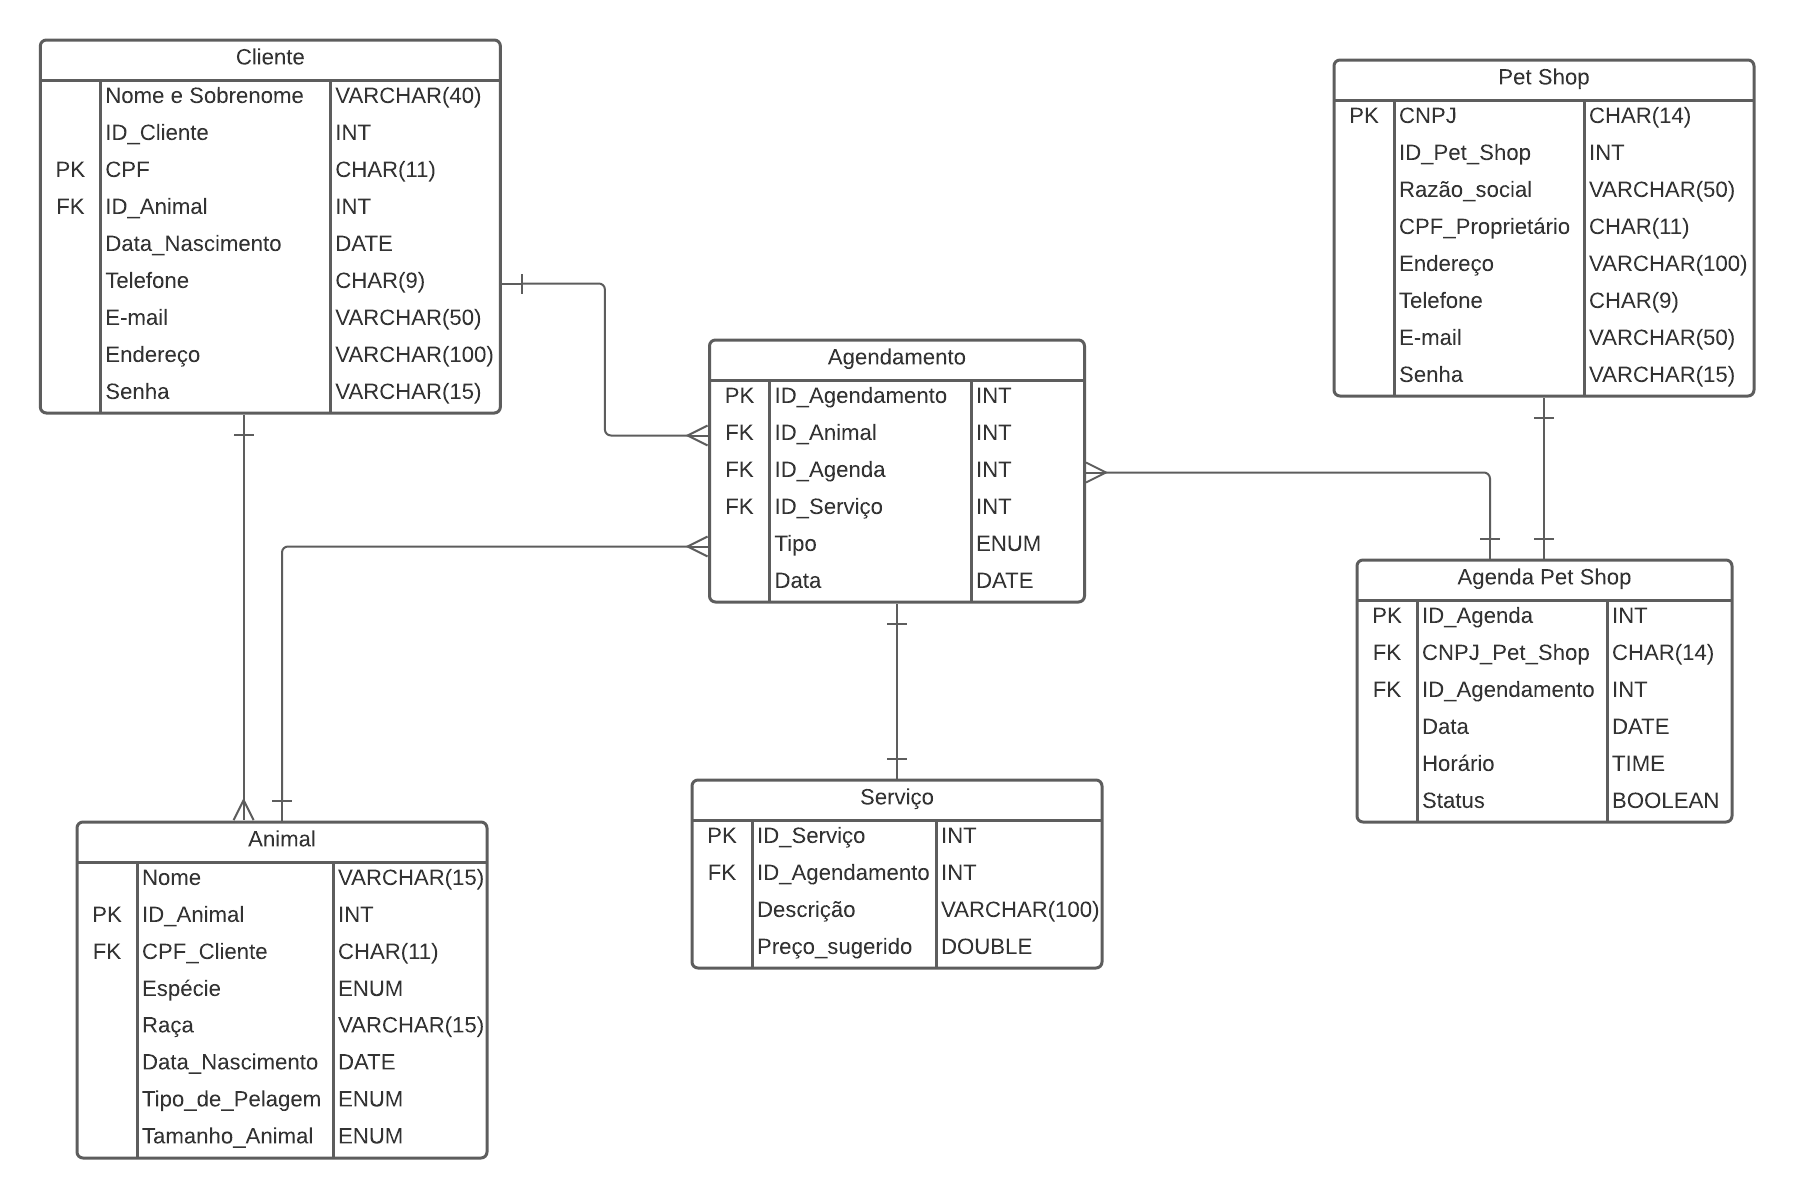 Cliente
Nome e Sobrenome VARCHAR(40)
ID_Cliente INT
PK CPF CHAR(11)
FK ID_Animal INT
Data_Nascimento DATE
Telefone CHAR(9)
E-mail VARCHAR(50)
Endereço VARCHAR(100)
Senha VARCHAR(15)
Pet Shop
PK CNPJ CHAR(14)
ID_Pet_Shop INT
Razão_social VARCHAR(50)
CPF_Proprietário CHAR(11)
Endereço VARCHAR(100)
Telefone CHAR(9)
E-mail VARCHAR(50)
Senha VARCHAR(15)
Agendamento
PK ID_Agendamento INT
FK ID_Animal INT
FK ID_Agenda INT
FK ID_Serviço INT
Tipo ENUM
Data DATE
Agenda Pet Shop
PK ID_Agenda INT
FK CNPJ_Pet_Shop CHAR(14)
FK ID_Agendamento INT
Data DATE
Horário TIME
Status BOOLEAN
Animal
Nome VARCHAR(15)
PK ID_Animal INT
FK CPF_Cliente CHAR(11)
Espécie ENUM
Raça VARCHAR(15)
Data_Nascimento DATE
Tipo_de_Pelagem ENUM
Tamanho_Animal ENUM
Serviço
PK ID_Serviço INT
FK ID_Agendamento INT
Descrição VARCHAR(100)
Preço_sugerido DOUBLE